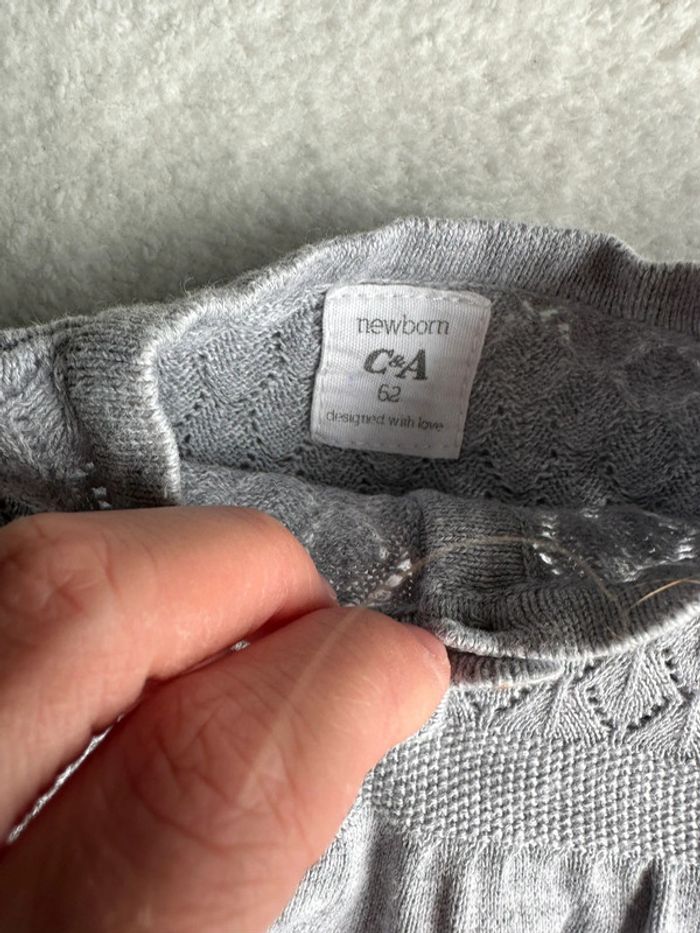 newborn
C&A
62
designed with love